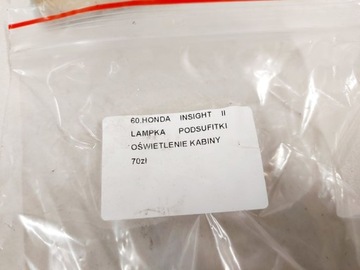 60.HONDA INSIGHT II
LAMPKA PODSUFITKI
OŚWIETLENIE KABINY
70zł